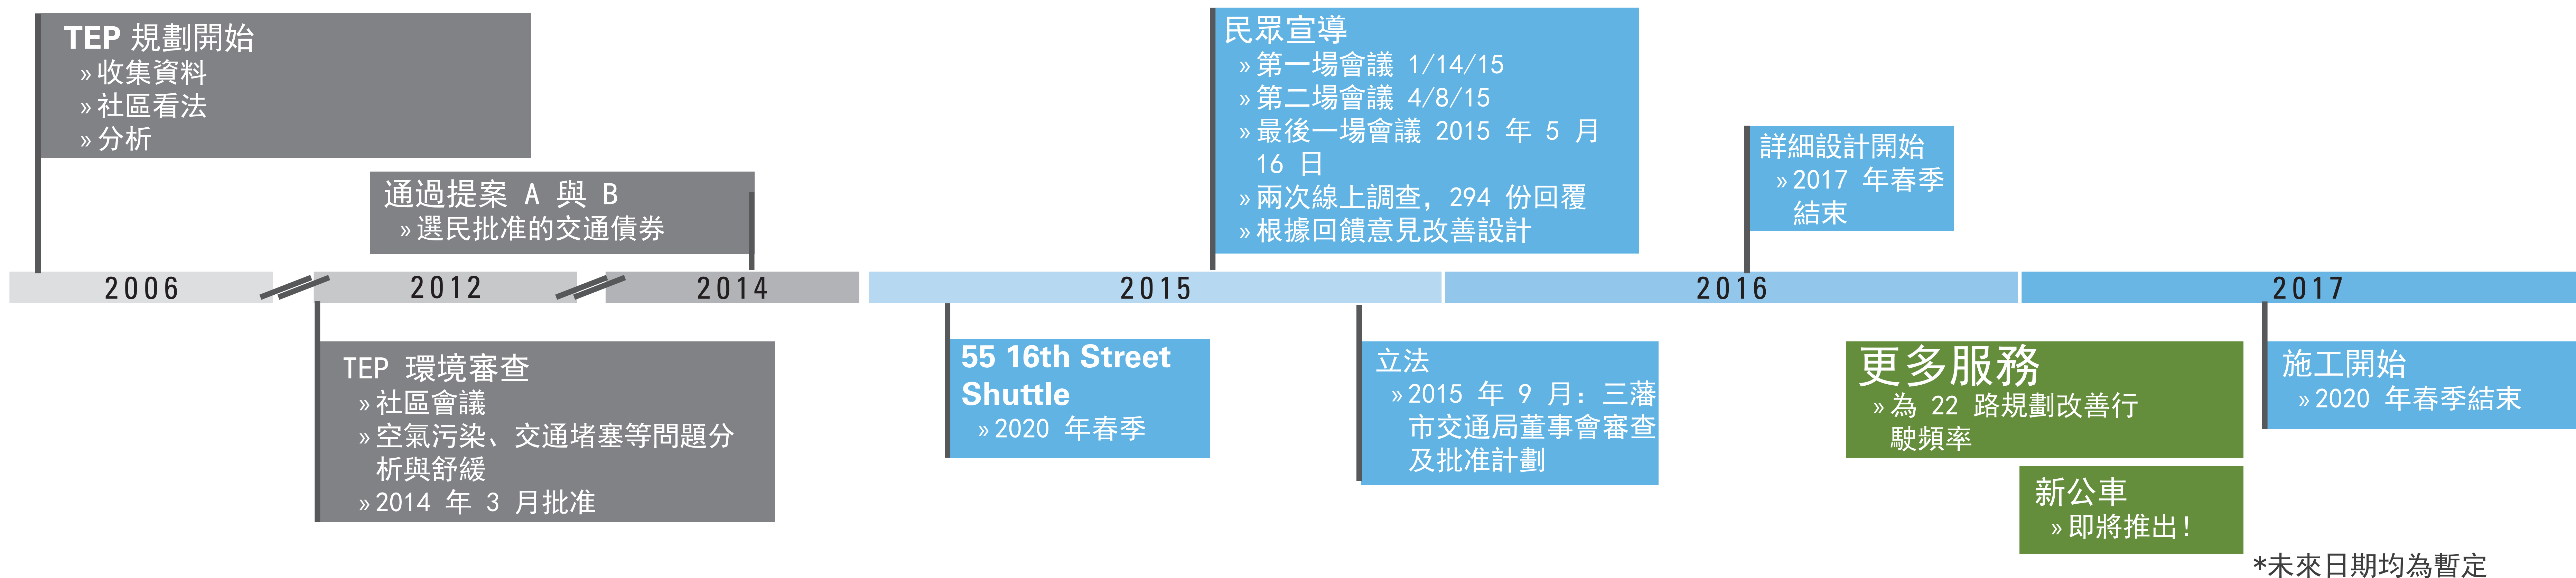 TEP 規劃開始
» 收集資料
» 社區看法
» 分析
通過提案 A 與 B
» 選民批准的交通債券
民眾宣導
» 第一場會議 1/14/15
» 第二場會議 4/8/15
» 最後一場會議 2015 年 5 月
16 日
» 兩次線上調查，294 份回覆
» 根據回饋意見改善設計
詳細設計開始
» 2017 年春季
結束
2006
2012
2014
2015
2016
2017
TEP 環境審查
» 社區會議
» 空氣污染、交通堵塞等問題分
析與舒緩
» 2014 年 3 月批准
55 16th Street
Shuttle
» 2020 年春季
立法
» 2015 年 9 月：三藩
市交通局董事會審查
及批准計劃
更多服務
» 為 22 路規劃改善行
駛頻率
新公車
» 即將推出！
施工開始
» 2020 年春季結束
*未來日期均為暫定